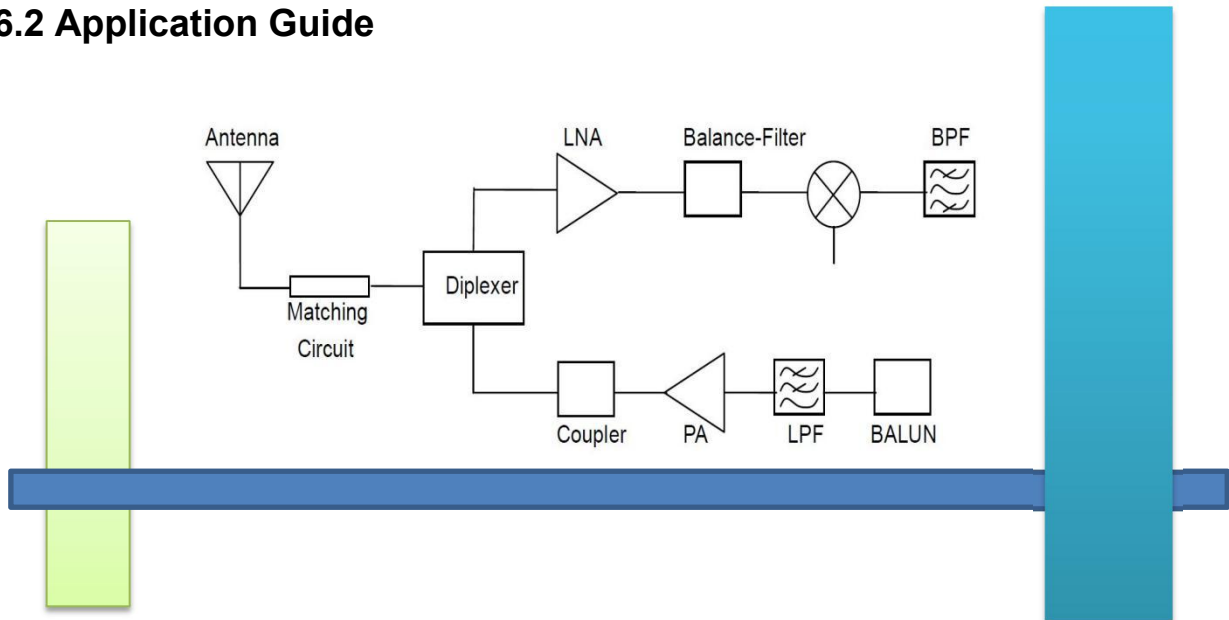 6.2 Application Guide
Antenna
LNA
Balance-Filter
BPF
Diplexer
Matching
Circuit
Coupler
PA
LPF
BALUN